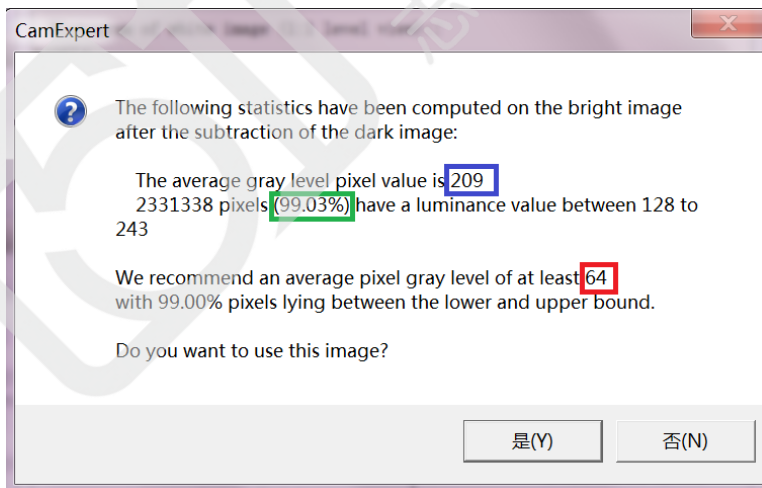 CamExpert
The following statistics have been computed on the bright image
after the subtraction of the dark image:
The average gray level pixel value is 209
2331338 pixels (99.03%) have a luminance value between 128 to
243
We recommend an average pixel gray level of at least 64
with 99.00% pixels lying between the lower and upper bound.
Do you want to use this image?
是(Y)
否(N)